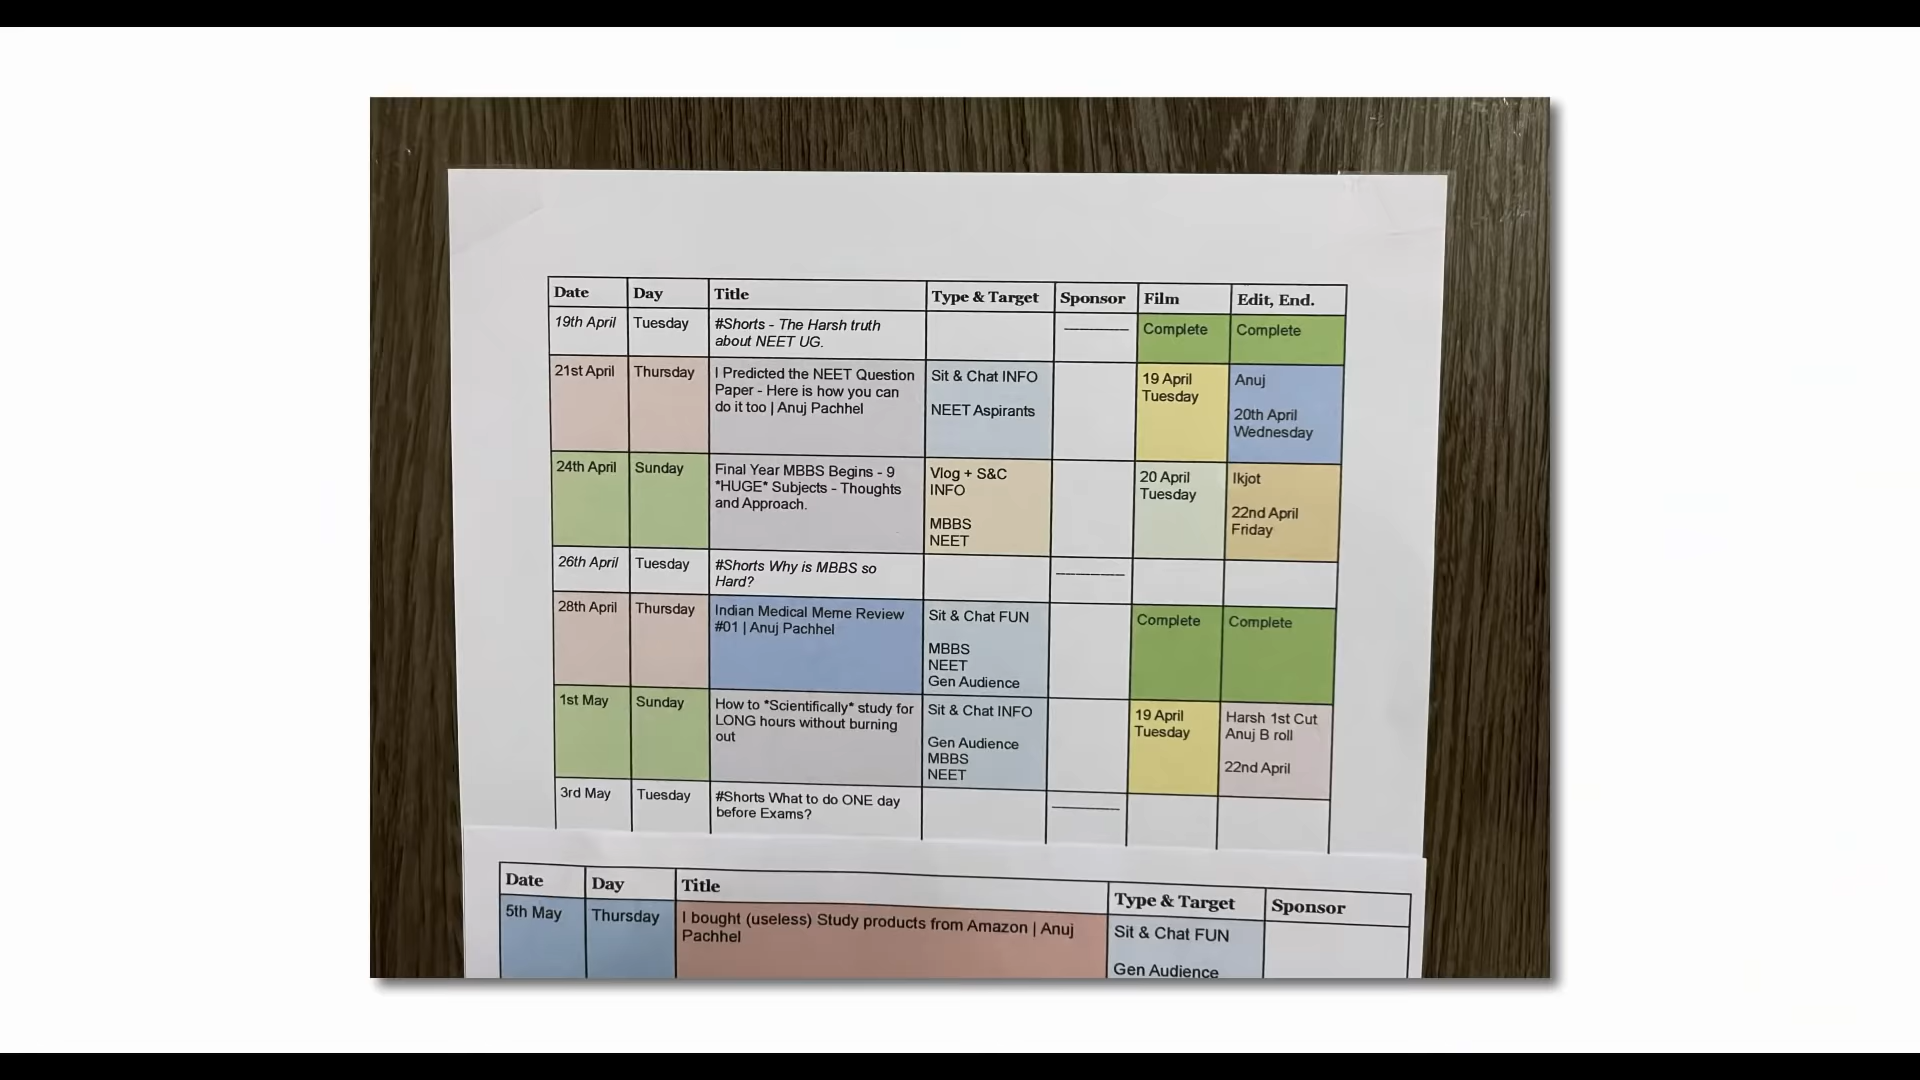 Date Day Title Type & Target Sponsor Film Edit, End.
19th April Tuesday #Shorts - The Harsh truth Complete Complete
about NEET UG.
21st April Thursday I Predicted the NEET Question Sit & Chat INFO 19 April Anuj
Paper - Here is how you can Tuesday
do it too | Anuj Pachhel NEET Aspirants 20th April
Wednesday
24th April Sunday Final Year MBBS Begins - 9 Vlog + S&C 20 April Ikjot
*HUGE* Subjects - Thoughts INFO Tuesday
and Approach. 22nd April
MBBS Friday
NEET
26th April Tuesday #Shorts Why is MBBS so
Hard?
28th April Thursday Indian Medical Meme Review Sit & Chat FUN Complete Complete
#01 | Anuj Pachhel
MBBS
NEET
Gen Audience
1st May Sunday How to *Scientifically* study for Sit & Chat INFO 19 April Harsh 1st Cut
LONG hours without burning Tuesday Anuj B roll
out Gen Audience
MBBS 22nd April
NEET
3rd May Tuesday #Shorts What to do ONE day
before Exams?
Date Day Title Type & Target Sponsor
5th May Thursday I bought (useless) Study products from Amazon | Anuj Sit & Chat FUN
Pachhel
Gen Audience